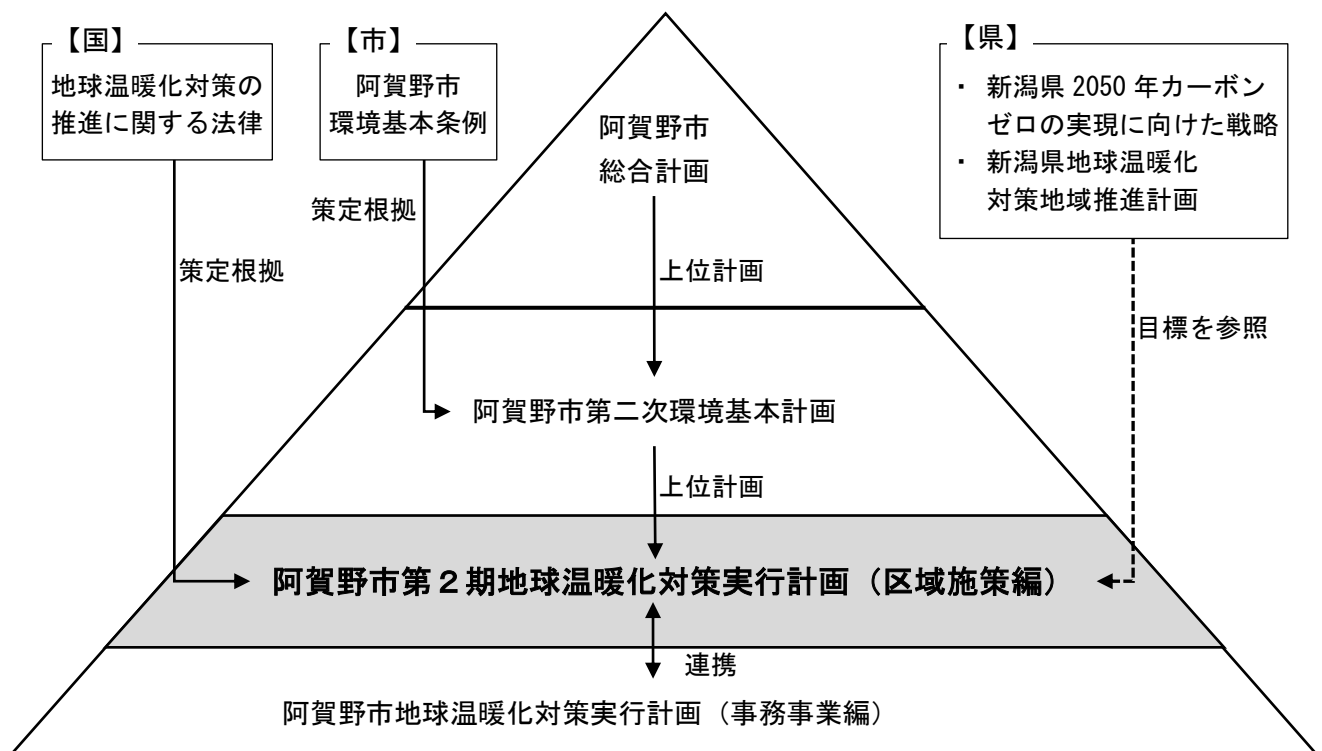 【国】
地球温暖化対策の
推進に関する法律
【市】
阿賀野市
環境基本条例
【県】
・ 新潟県 2050 年カーボン
ゼロの実現に向けた戦略
・ 新潟県地球温暖化
対策地域推進計画
阿賀野市
総合計画
策定根拠
策定根拠
上位計画
目標を参照
阿賀野市第二次環境基本計画
上位計画
阿賀野市第２期地球温暖化対策実行計画（区域施策編）
連携
阿賀野市地球温暖化対策実行計画（事務事業編）